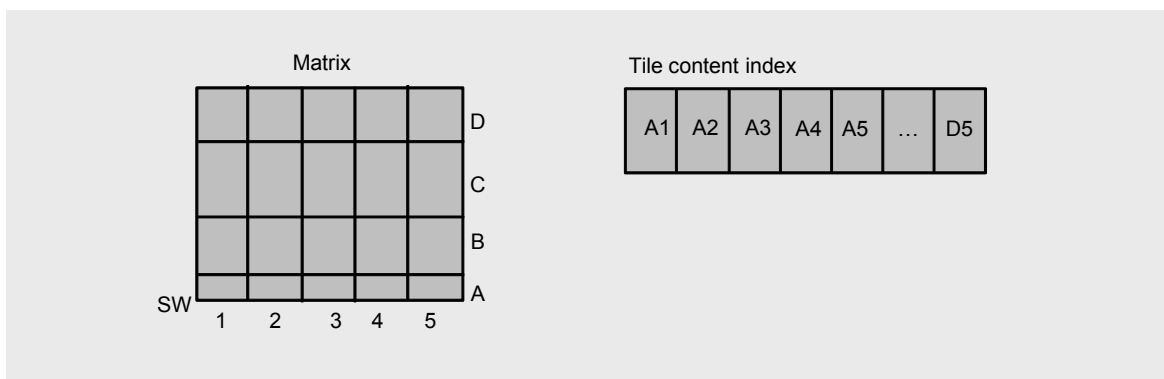 Matrix
D
C
B
A
SW
1 2 3 4 5
Tile content index
A1 A2 A3 A4 A5 … D5